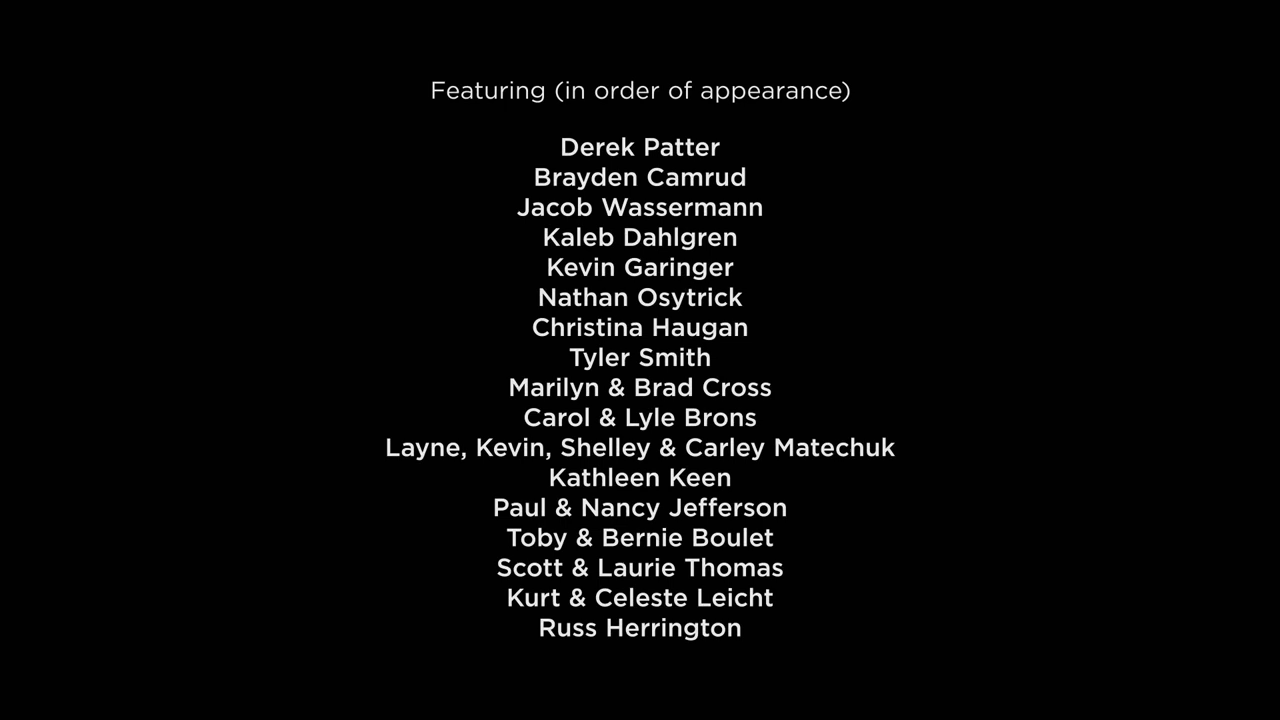 Featuring (in order of appearance)
Derek Patter
Brayden Camrud
Jacob Wassermann
Kaleb Dahlgren
Kevin Garinger
Nathan Osytrick
Christina Haugan
Tyler Smith
Marilyn & Brad Cross
Carol & Lyle Brons
Layne, Kevin, Shelley & Carley Matechuk
Kathleen Keen
Paul & Nancy Jefferson
Toby & Bernie Boulet
Scott & Laurie Thomas
Kurt & Celeste Leicht
Russ Herrington